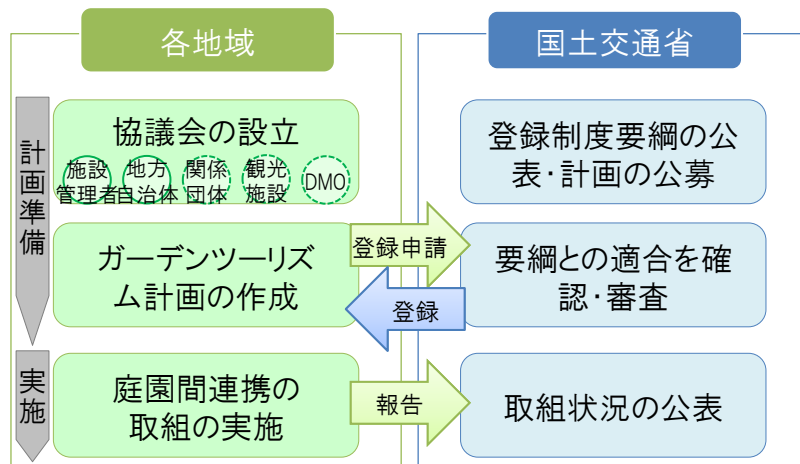 各地域
国土交通省
計画準備
協議会の設立
施設
管理者
地方
自治体
関係
団体
観光
施設
DMO
登録制度要綱の公
表・計画の公募
ガーデンツーリズ
ム計画の作成
登録申請
登録
要綱との適合を確
認・審査
実施
庭園間連携の
取組の実施
報告
取組状況の公表